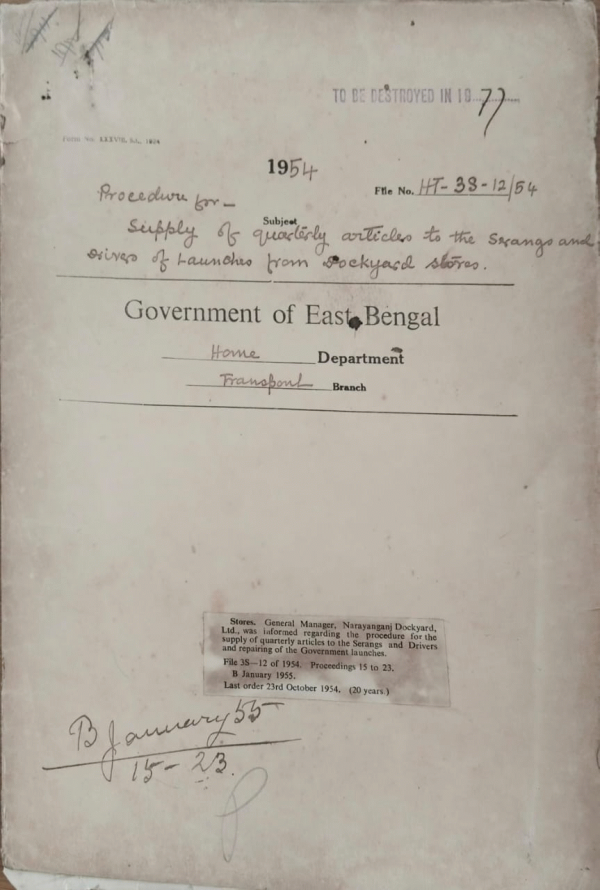 TO BE DESTROYED IN 1977
1954
File No. HT-3S-12/54
Procedure for-
Subject
Supply of quarterly articles to the Serangs and
Drivers of Launches from Dockyard stores.
Government of East Bengal
Home Department
Transport Branch
Stores. General Manager, Narayanganj Dockyard,
Ltd., was informed regarding the procedure for the
supply of quarterly articles to the Serangs and Drivers
and repairing of the Government launches.
File 3S—12 of 1954. Proceedings 15 to 23.
B January 1955.
Last order 23rd October 1954, (20 years.)
B January 55
15-23.